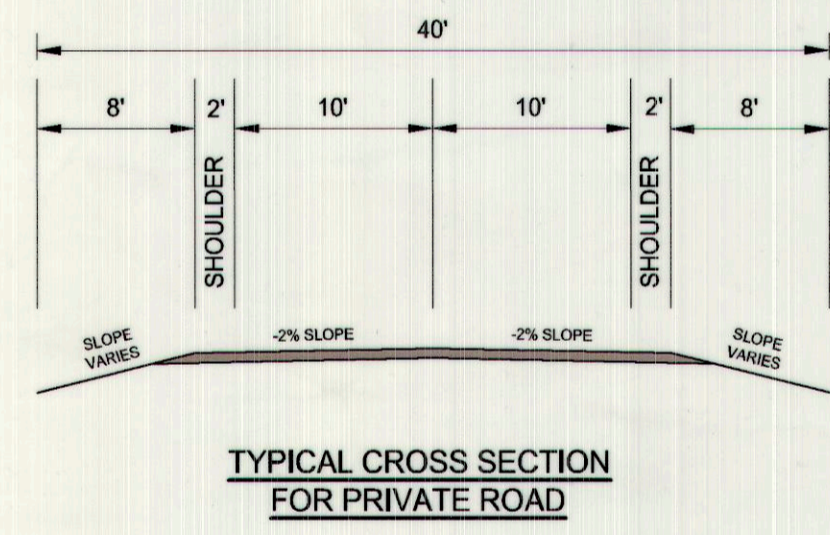 40'
8' 2' 10' 10' 2' 8'
SHOULDER
SHOULDER
SLOPE
VARIES
-2% SLOPE
-2% SLOPE
SLOPE
VARIES
TYPICAL CROSS SECTION
FOR PRIVATE ROAD